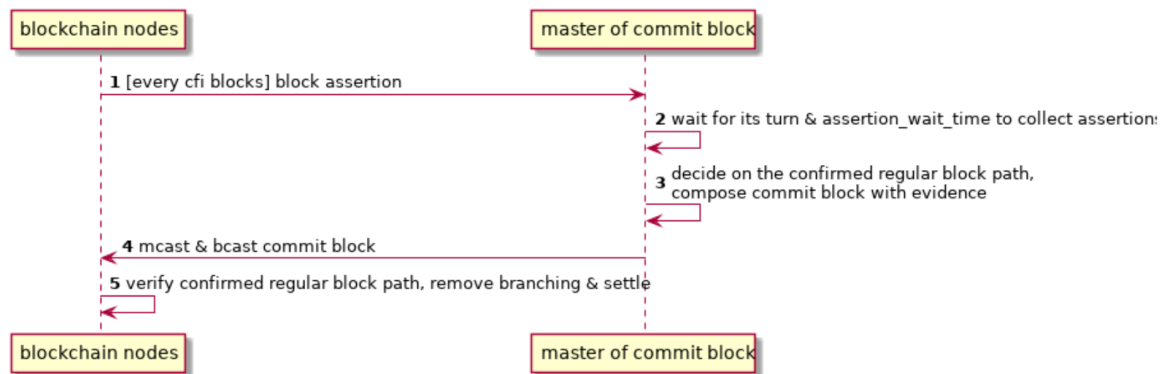 blockchain nodes
master of commit block
1 [every cfi blocks] block assertion
2 wait for its turn & assertion_wait_time to collect assertions
3 decide on the confirmed regular block path,
compose commit block with evidence
4 mcast & bcast commit block
5 verify confirmed regular block path, remove branching & settle
blockchain nodes
master of commit block